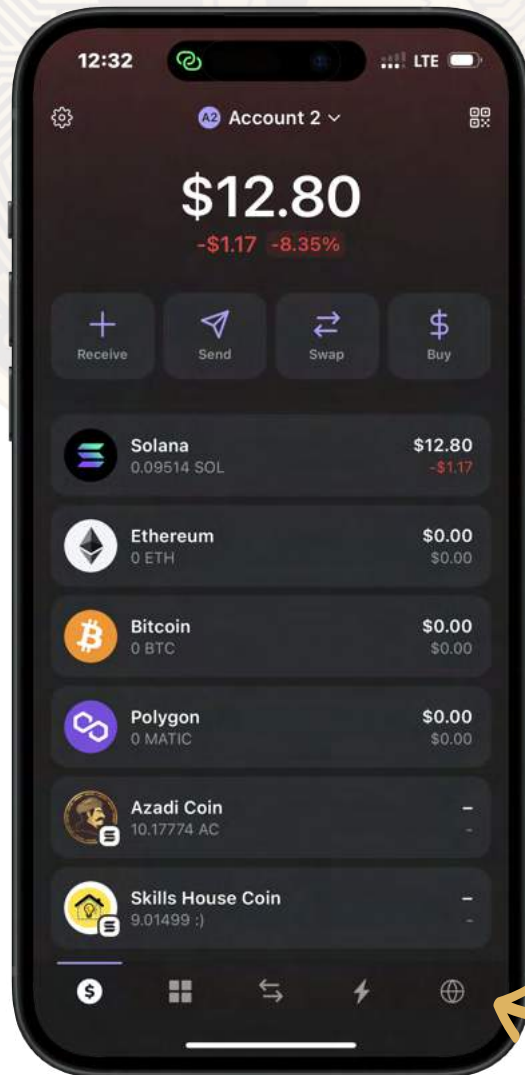 12:32
LTE
A2 Account 2
$12.80
-$1.17 -8.35%
Receive
Send
Swap
Buy
Solana
$12.80
0.09514 SOL
-$1.17
Ethereum
$0.00
0 ETH
$0.00
Bitcoin
$0.00
0 BTC
$0.00
Polygon
$0.00
0 MATIC
$0.00
Azadi Coin
–
10.17774 AC
-
Skills House Coin
–
9.01499 :)
-